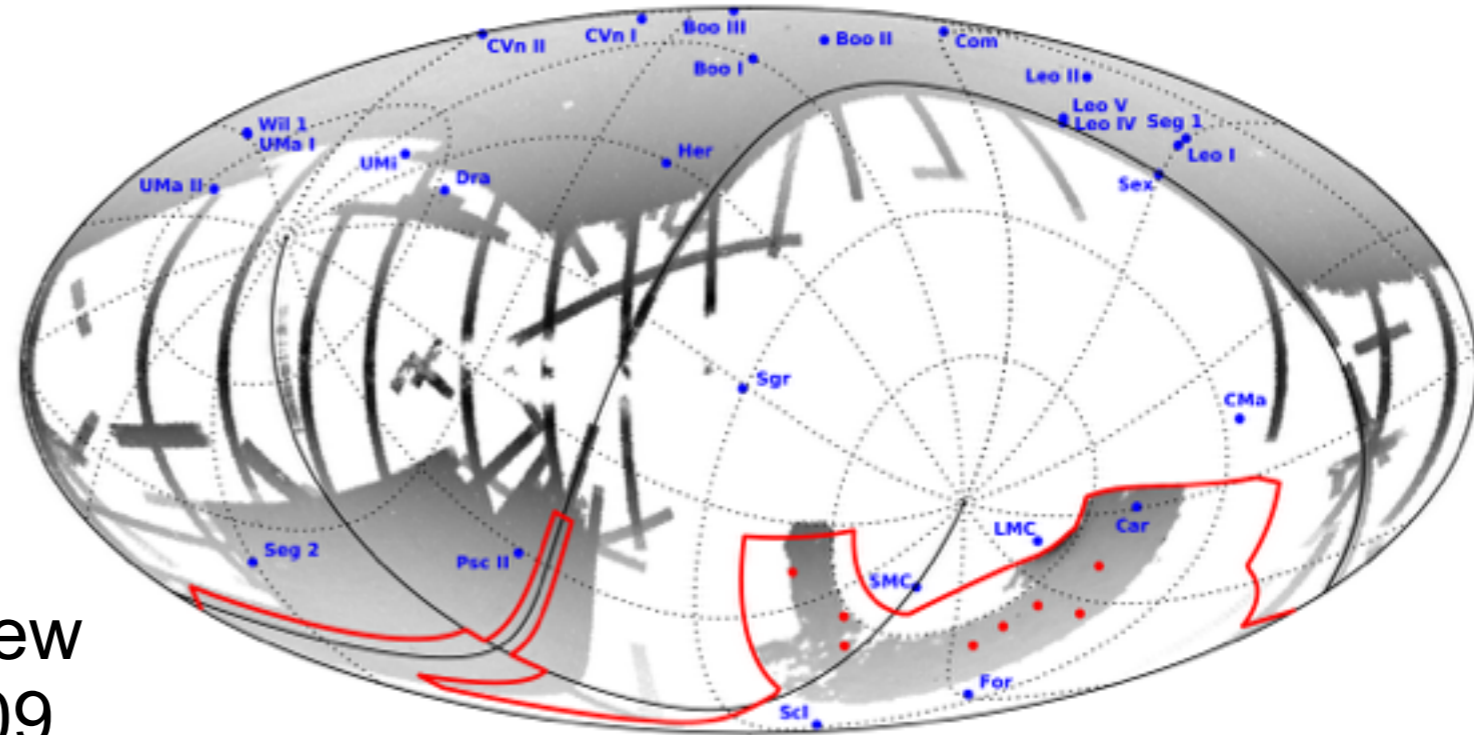 CVn II
CVn I
Boo III
Boo II
Com
Boo I
Leo II
Wil 1
UMa I
Leo V
Leo IV
Seg 1
Leo I
UMi
Her
UMa II
Dra
Sex
Sgr
CMa
Seg 2
Psc II
LMC
Car
SMC
ew
09
For
Scl